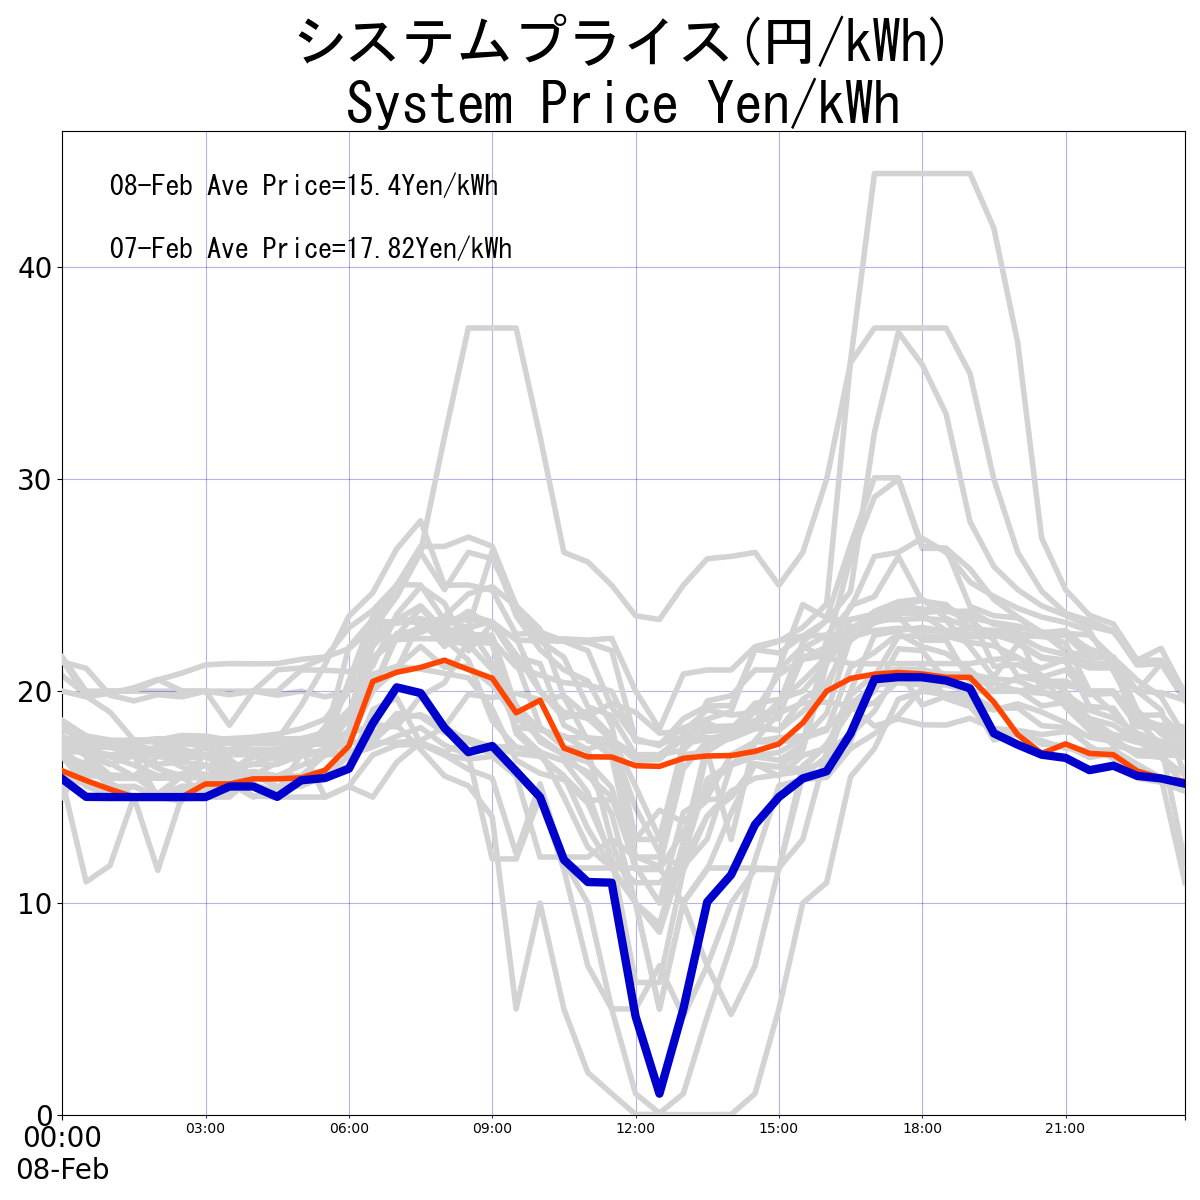 システムプライス(円/kWh)
System Price Yen/kWh
08-Feb Ave Price=15.4Yen/kWh
07-Feb Ave Price=17.82Yen/kWh
40
30
20
10
0
00:00 03:00 06:00 09:00 12:00 15:00 18:00 21:00
08-Feb